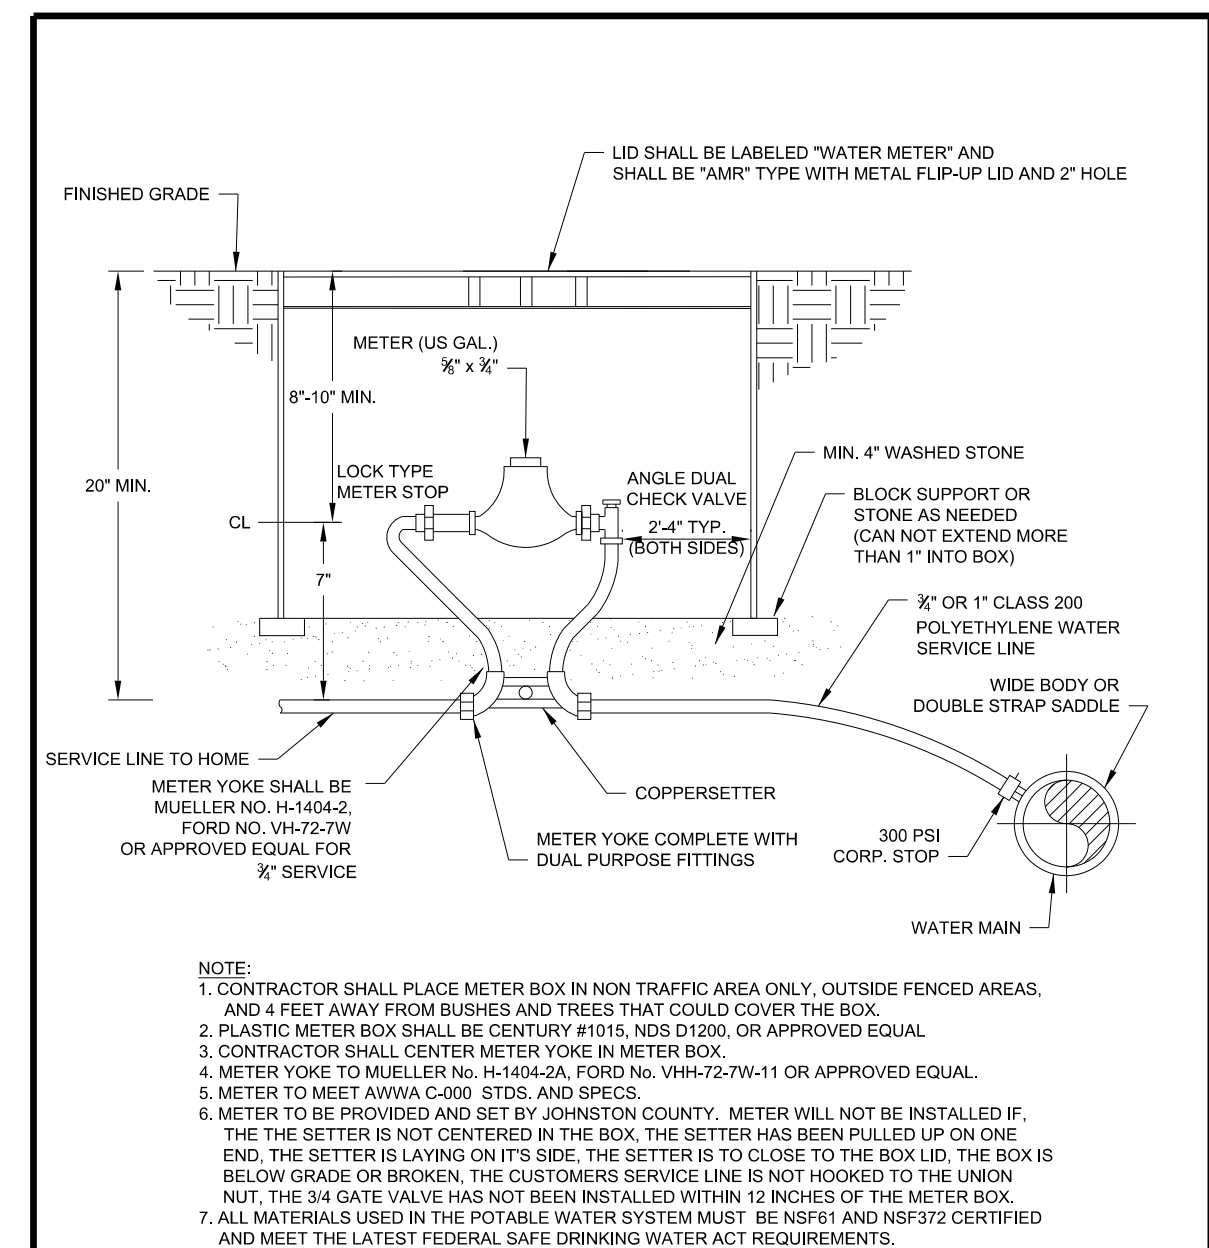 LID SHALL BE LABELED "WATER METER" AND
SHALL BE "AMR" TYPE WITH METAL FLIP-UP LID AND 2" HOLE
FINISHED GRADE
METER (US GAL.)
⅝" x ¾"
8"-10" MIN.
20" MIN.
LOCK TYPE
METER STOP
CL
7"
ANGLE DUAL
CHECK VALVE
2'-4" TYP.
(BOTH SIDES)
MIN. 4" WASHED STONE
BLOCK SUPPORT OR
STONE AS NEEDED
(CAN NOT EXTEND MORE
THAN 1" INTO BOX)
¾" OR 1" CLASS 200
POLYETHYLENE WATER
SERVICE LINE
WIDE BODY OR
DOUBLE STRAP SADDLE
SERVICE LINE TO HOME
METER YOKE SHALL BE
MUELLER NO. H-1404-2,
FORD NO. VH-72-7W
OR APPROVED EQUAL FOR
¾" SERVICE
COPPERSETTER
METER YOKE COMPLETE WITH
DUAL PURPOSE FITTINGS
300 PSI
CORP. STOP
WATER MAIN
NOTE:
1. CONTRACTOR SHALL PLACE METER BOX IN NON TRAFFIC AREA ONLY, OUTSIDE FENCED AREAS,
AND 4 FEET AWAY FROM BUSHES AND TREES THAT COULD COVER THE BOX.
2. PLASTIC METER BOX SHALL BE CENTURY #1015, NDS D1200, OR APPROVED EQUAL
3. CONTRACTOR SHALL CENTER METER YOKE IN METER BOX.
4. METER YOKE TO MUELLER No. H-1404-2A, FORD No. VHH-72-7W-11 OR APPROVED EQUAL.
5. METER TO MEET AWWA C-000 STDS. AND SPECS.
6. METER TO BE PROVIDED AND SET BY JOHNSTON COUNTY. METER WILL NOT BE INSTALLED IF,
THE THE SETTER IS NOT CENTERED IN THE BOX, THE SETTER HAS BEEN PULLED UP ON ONE
END, THE SETTER IS LAYING ON IT'S SIDE, THE SETTER IS TO CLOSE TO THE BOX LID, THE BOX IS
BELOW GRADE OR BROKEN, THE CUSTOMERS SERVICE LINE IS NOT HOOKED TO THE UNION
NUT, THE 3/4 GATE VALVE HAS NOT BEEN INSTALLED WITHIN 12 INCHES OF THE METER BOX.
7. ALL MATERIALS USED IN THE POTABLE WATER SYSTEM MUST BE NSF61 AND NSF372 CERTIFIED
AND MEET THE LATEST FEDERAL SAFE DRINKING WATER ACT REQUIREMENTS.